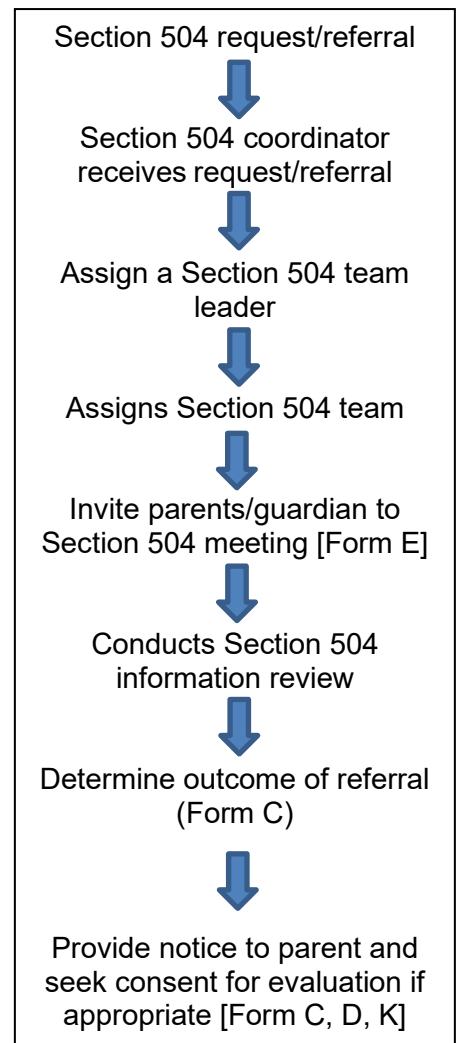 Section 504 request/referral
Section 504 coordinator
receives request/referral
Assign a Section 504 team
leader
Assigns Section 504 team
Invite parents/guardian to
Section 504 meeting [Form E]
Conducts Section 504
information review
Determine outcome of referral
(Form C)
Provide notice to parent and
seek consent for evaluation if
appropriate [Form C, D, K]